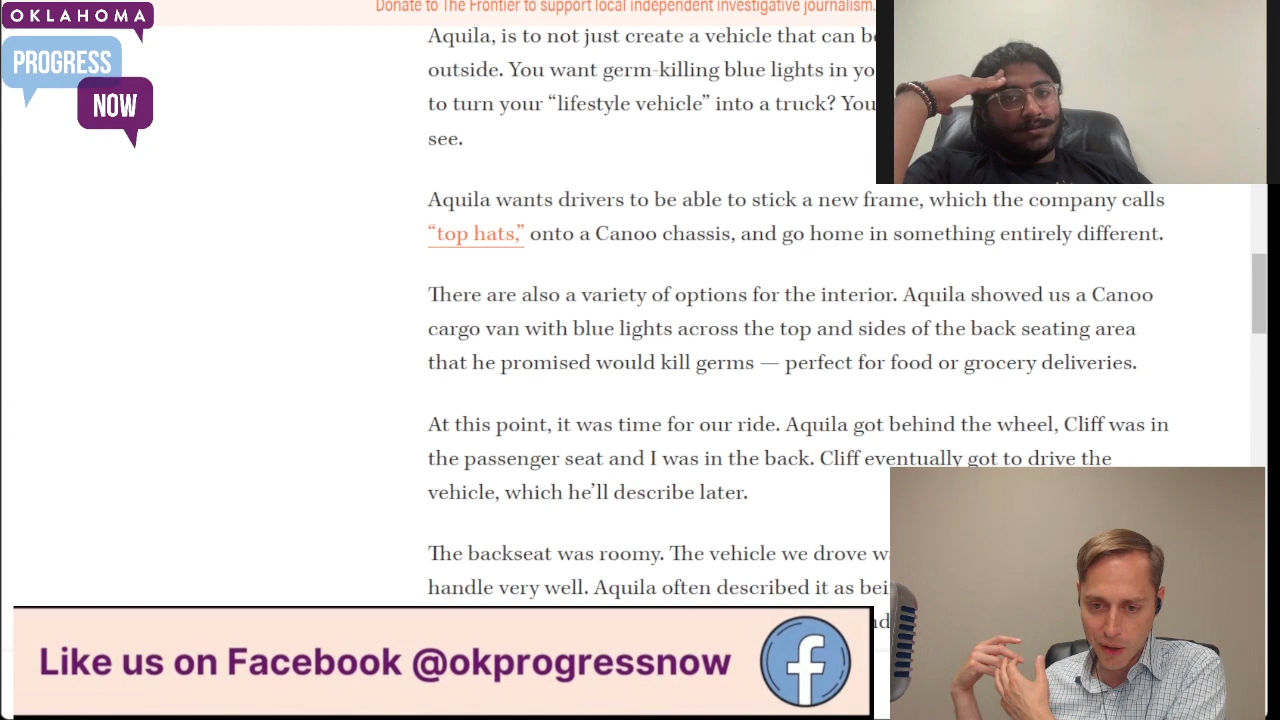 OKLAHOMA
PROGRESS
NOW
Donate to The Frontier to support local independent investigative journalism.
Aquila, is to not just create a vehicle that can
outside. You want germ-killing blue lights in
to turn your “lifestyle vehicle” into a truck?
see.
Aquila wants drivers to be able to stick a new frame, which the company calls
“top hats,” onto a Canoo chassis, and go home in something entirely different.
There are also a variety of options for the interior. Aquila showed us a Canoo
cargo van with blue lights across the top and sides of the back seating area
that he promised would kill germs — perfect for food or grocery deliveries.
At this point, it was time for our ride. Aquila got behind the wheel, Cliff was in
the passenger seat and I was in the back. Cliff eventually got to drive the
vehicle, which he’ll describe later.
The backseat was roomy. The vehicle we drove
handle very well. Aquila often described it as
Like us on Facebook @okprogressnow